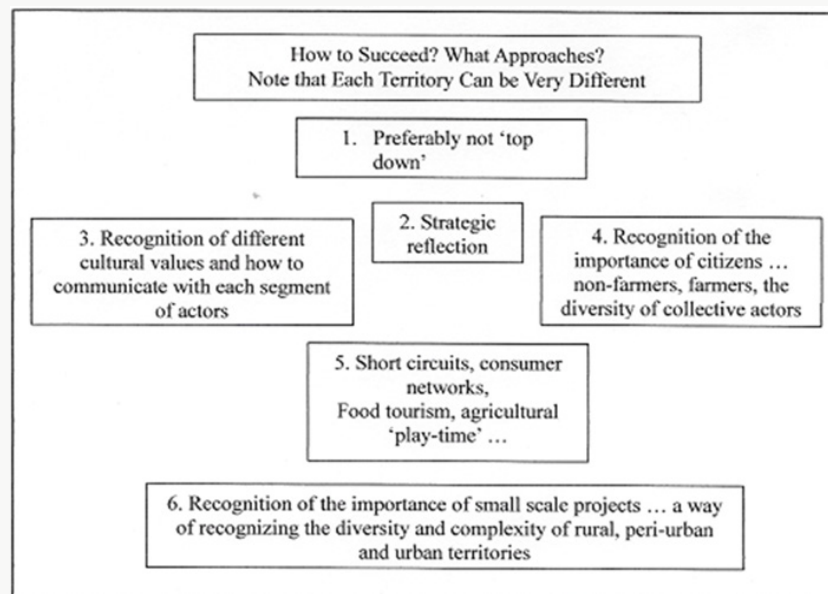 How to Succeed? What Approaches?
Note that Each Territory Can be Very Different
1. Preferably not ‘top
down’
2. Strategic
reflection
3. Recognition of different
cultural values and how to
communicate with each segment
of actors
4. Recognition of the
importance of citizens …
non-farmers, farmers, the
diversity of collective actors
5. Short circuits, consumer
networks,
Food tourism, agricultural
‘play-time’ …
6. Recognition of the importance of small scale projects … a way
of recognizing the diversity and complexity of rural, peri-urban
and urban territories